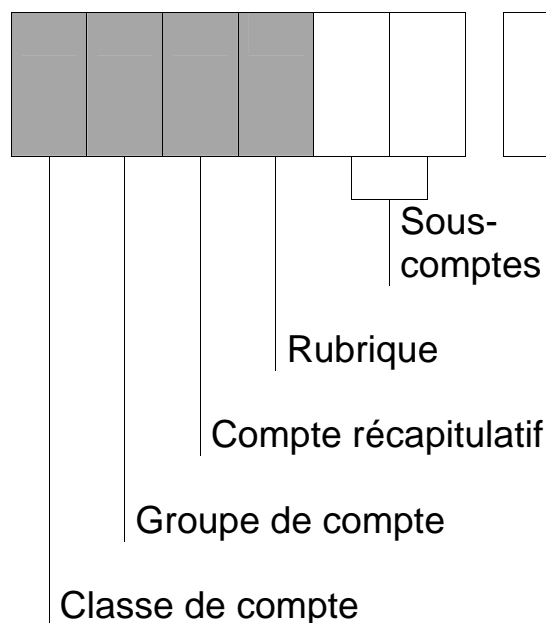 Sous-
comptes
Rubrique
Compte récapitulatif
Groupe de compte
Classe de compte